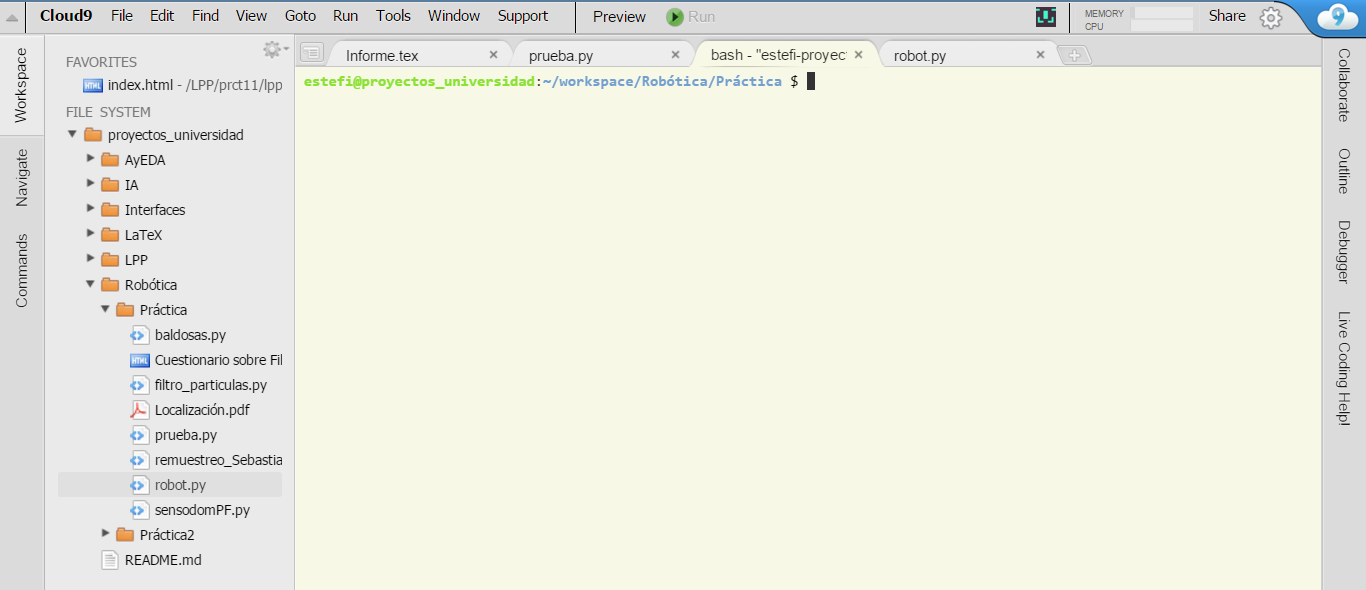 Cloud9 File Edit Find View Goto Run Tools Window Support Preview Run MEMORY CPU Share 9
Workspace
Navigate
Commands
FAVORITES
index.html - /LPP/prct11/lpp
FILE SYSTEM
proyectos_universidad
AyEDA
IA
Interfaces
LaTeX
LPP
Robótica
Práctica
baldosas.py
HTML Cuestionario sobre Fil
filtro_particulas.py
Localización.pdf
prueba.py
remuestreo_Sebastia
robot.py
sensodomPF.py
Práctica2
README.md
Informe.tex × prueba.py × bash - "estefi-proyec × robot.py ×
estefi@proyectos_universidad:~/workspace/Robótica/Práctica $
Collaborate
Outline
Debugger
Live Coding Help!